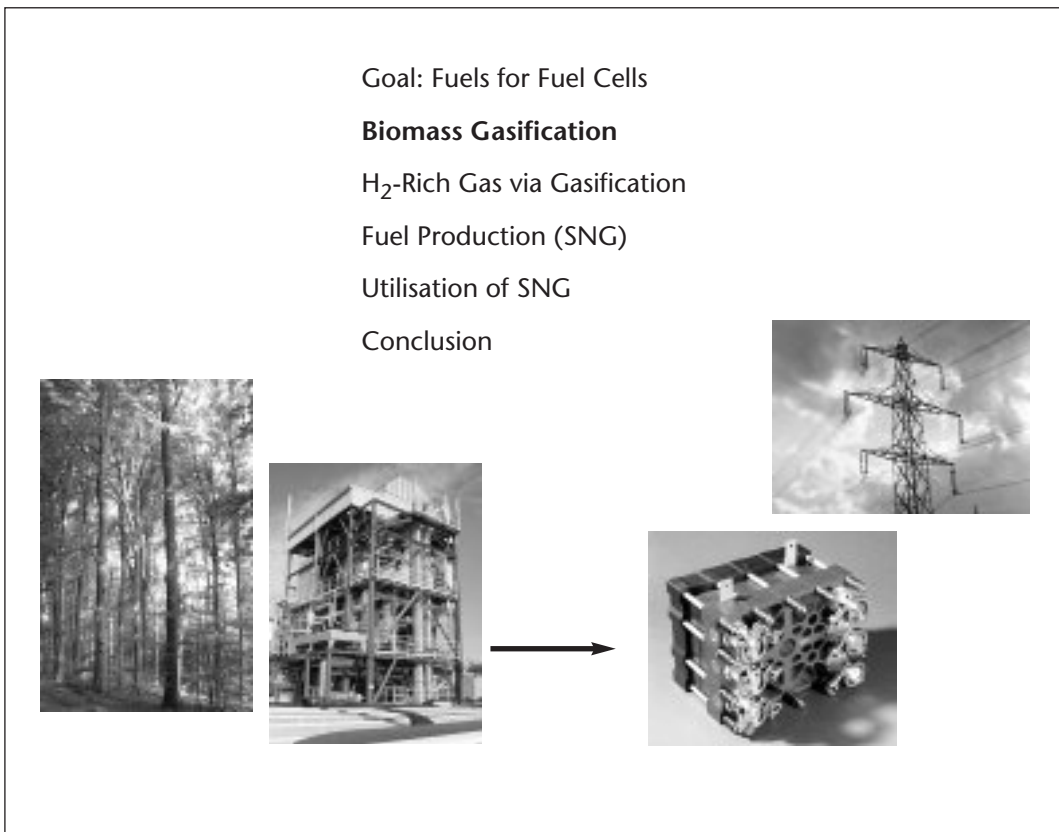 Goal: Fuels for Fuel Cells
Biomass Gasification
H₂-Rich Gas via Gasification
Fuel Production (SNG)
Utilisation of SNG
Conclusion